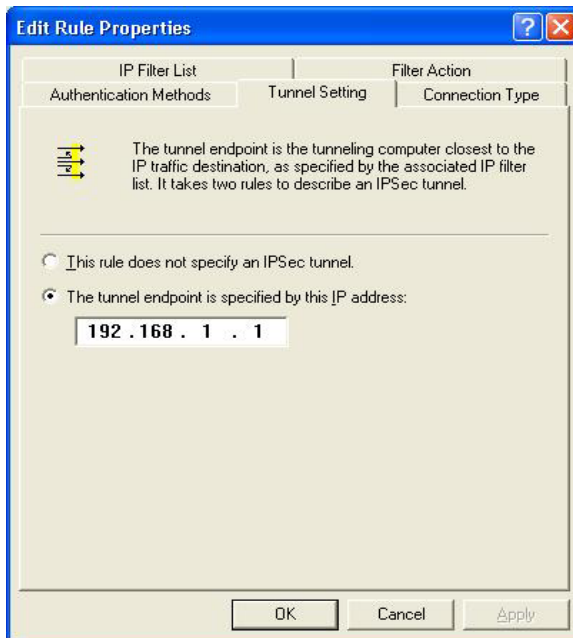 Edit Rule Properties
IP Filter List
Filter Action
Authentication Methods
Tunnel Setting
Connection Type
The tunnel endpoint is the tunneling computer closest to the
IP traffic destination, as specified by the associated IP filter
list. It takes two rules to describe an IPSec tunnel.
This rule does not specify an IPSec tunnel.
The tunnel endpoint is specified by this IP address:
192 . 168 . 1 . 1
OK
Cancel
Apply